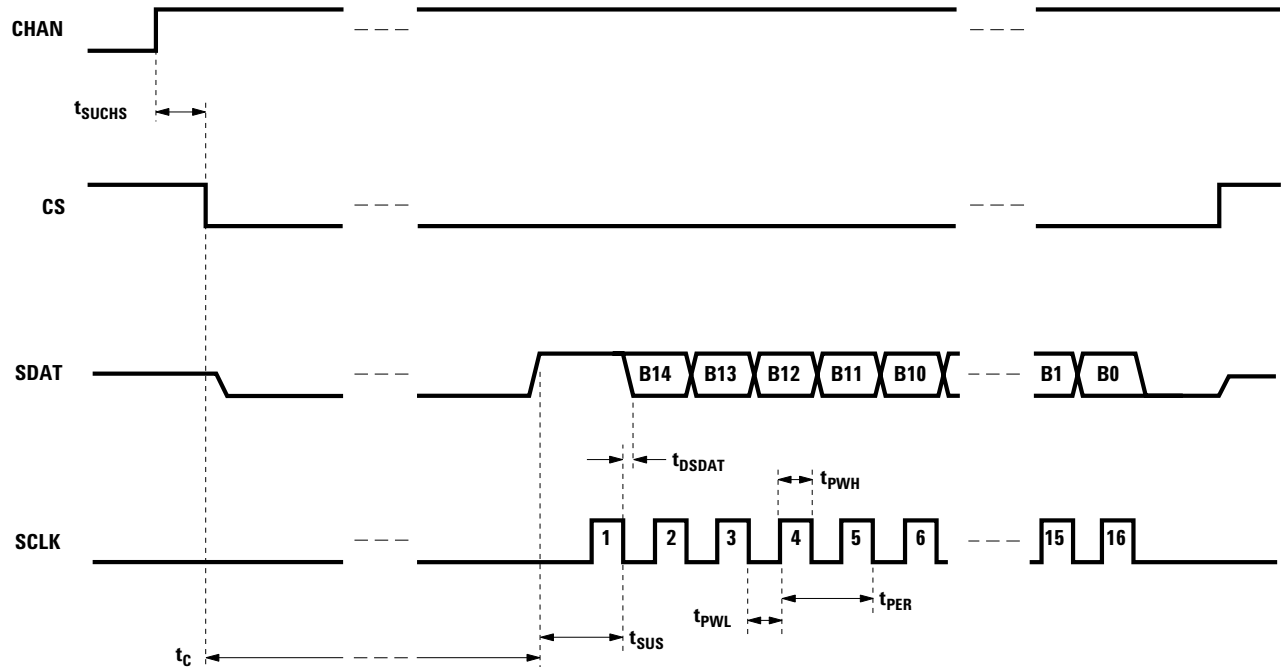 CHAN
tSUCHS
CS
SDAT
B14 B13 B12 B11 B10 B1 B0
tDSDAT
tPWH
SCLK
1 2 3 4 5 6 15 16
tPER
tPWL
tSUS
tC